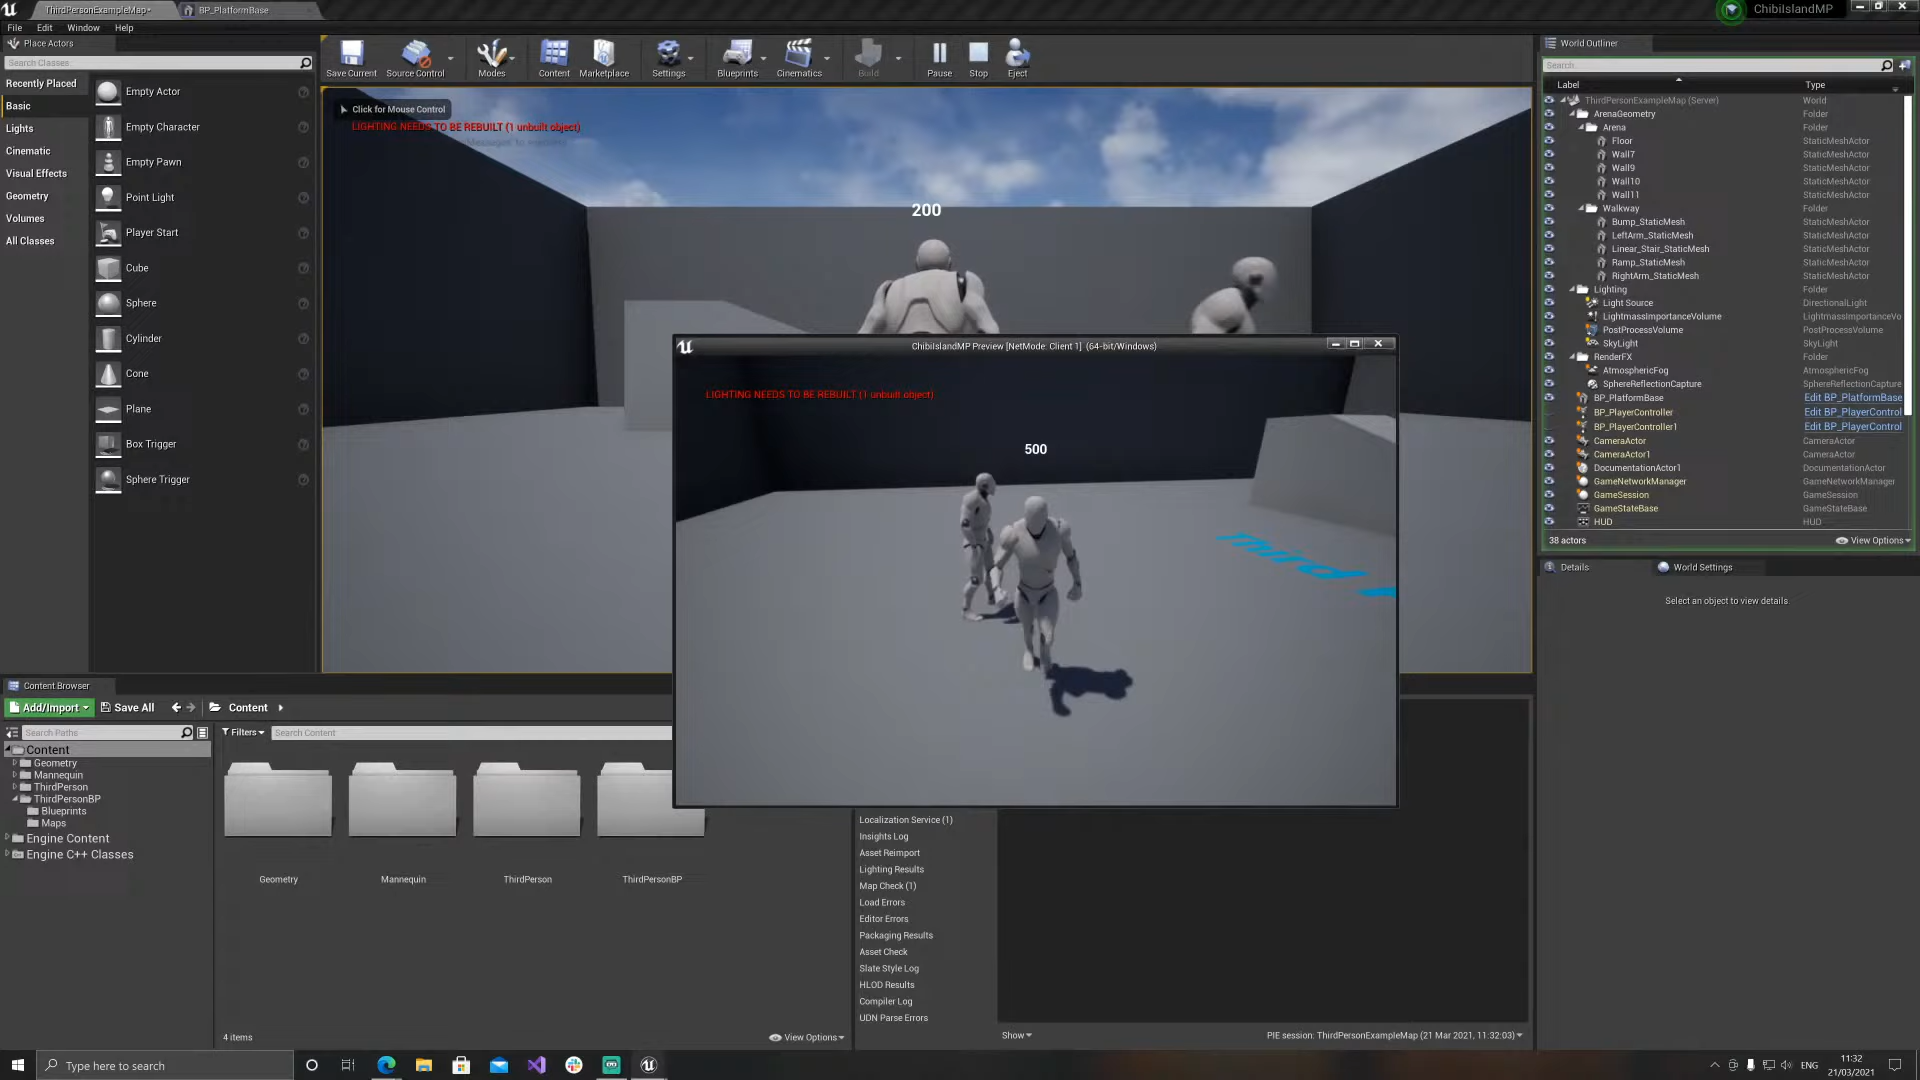 ThirdPersonExampleMap*
BP_PlatformBase
ChibiIslandMP
File Edit Window Help
Place Actors
Search Classes
Recently Placed
Basic
Lights
Cinematic
Visual Effects
Geometry
Volumes
All Classes
Empty Actor
Empty Character
Empty Pawn
Point Light
Player Start
Cube
Sphere
Cylinder
Cone
Plane
Box Trigger
Sphere Trigger
Save Current
Source Control
Modes
Content
Marketplace
Settings
Blueprints
Cinematics
Build
Pause
Stop
Eject
Click for Mouse Control
LIGHTING NEEDS TO BE REBUILT (1 unbuilt object)
200
ChibiIslandMP Preview [NetMode: Client 1] (64-bit/Windows)
LIGHTING NEEDS TO BE REBUILT (1 unbuilt object)
500
World Outliner
Search...
Label Type
ThirdPersonExampleMap (Server) World
ArenaGeometry Folder
Arena Folder
Floor StaticMeshActor
Wall7 StaticMeshActor
Wall9 StaticMeshActor
Wall10 StaticMeshActor
Wall11 StaticMeshActor
Walkway Folder
Bump_StaticMesh StaticMeshActor
LeftArm_StaticMesh StaticMeshActor
Linear_Stair_StaticMesh StaticMeshActor
Ramp_StaticMesh StaticMeshActor
RightArm_StaticMesh StaticMeshActor
Lighting Folder
Light Source DirectionalLight
LightmassImportanceVolume LightmassImportanceVo
PostProcessVolume PostProcessVolume
SkyLight SkyLight
RenderFX Folder
AtmosphericFog AtmosphericFog
SphereReflectionCapture SphereReflectionCapture
BP_PlatformBase Edit BP_PlatformBase
BP_PlayerController Edit BP_PlayerControl
BP_PlayerController1 Edit BP_PlayerControl
CameraActor CameraActor
CameraActor1 CameraActor
DocumentationActor1 DocumentationActor
GameNetworkManager GameNetworkManager
GameSession GameSession
GameStateBase GameStateBase
HUD HUD
38 actors View Options
Details
World Settings
Select an object to view details.
Content Browser
Add/Import Save All Content
Search Paths
Filters Search Content
Content
Geometry
Mannequin
ThirdPerson
ThirdPersonBP
Blueprints
Maps
Engine Content
Engine C++ Classes
Geometry
Mannequin
ThirdPerson
ThirdPersonBP
4 items View Options
Localization Service (1)
Insights Log
Asset Reimport
Lighting Results
Map Check (1)
Load Errors
Editor Errors
Packaging Results
Asset Check
Slate Style Log
HLOD Results
Compiler Log
UDN Parse Errors
Show
PIE session: ThirdPersonExampleMap (21 Mar 2021, 11:32:03)
Type here to search
ENG
11:32
21/03/2021